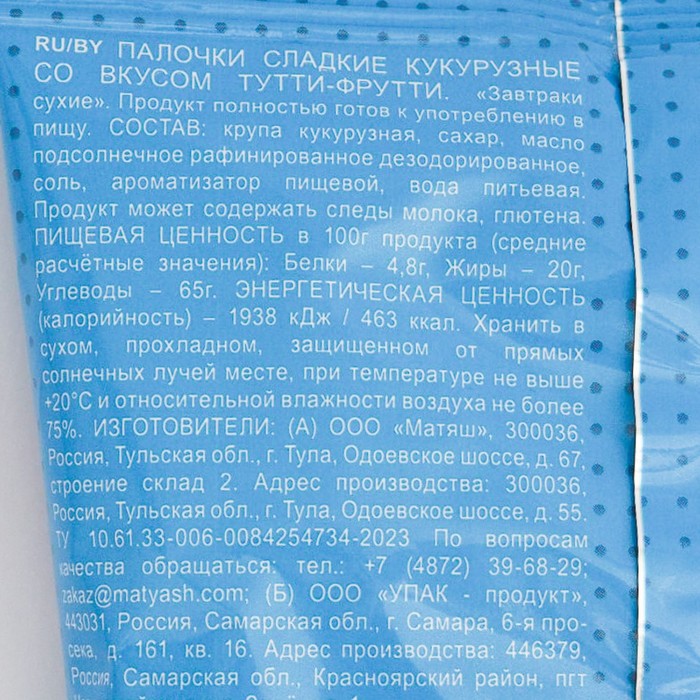 RU/BY ПАЛОЧКИ СЛАДКИЕ КУКУРУЗНЫЕ
СО ВКУСОМ ТУТТИ-ФРУТТИ. «Завтраки
сухие». Продукт полностью готов к употреблению в
пищу. СОСТАВ: крупа кукурузная, сахар, масло
подсолнечное рафинированное дезодорированное,
соль, ароматизатор пищевой, вода питьевая.
Продукт может содержать следы молока, глютена.
ПИЩЕВАЯ ЦЕННОСТЬ в 100г продукта (средние
расчётные значения): Белки – 4,8г, Жиры – 20г,
Углеводы – 65г. ЭНЕРГЕТИЧЕСКАЯ ЦЕННОСТЬ
(калорийность) – 1938 кДж / 463 ккал. Хранить в
сухом, прохладном, защищенном от прямых
солнечных лучей месте, при температуре не выше
+20°С и относительной влажности воздуха не более
75%. ИЗГОТОВИТЕЛИ: (А) ООО «Матяш», 300036,
Россия, Тульская обл., г. Тула, Одоевское шоссе, д. 67,
строение склад 2. Адрес производства: 300036,
Россия, Тульская обл., г. Тула, Одоевское шоссе, д. 55.
ТУ 10.61.33-006-0084254734-2023 По вопросам
качества обращаться: тел.: +7 (4872) 39-68-29;
zakaz@matyash.com; (Б) ООО «УПАК - продукт»,
443031, Россия, Самарская обл., г. Самара, 6-я про-
сека, д. 161, кв. 16. Адрес производства: 446379,
Россия, Самарская обл., Красноярский район, пгт